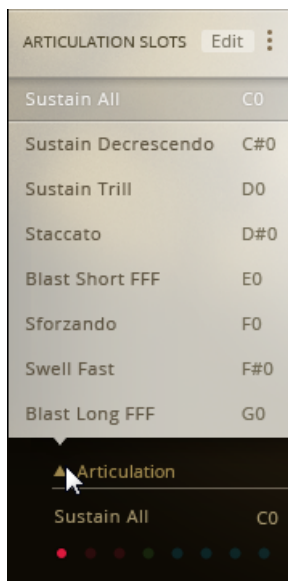 ARTICULATION SLOTS Edit
Sustain All C0
Sustain Decrescendo C#0
Sustain Trill D0
Staccato D#0
Blast Short FFF E0
Sforzando F0
Swell Fast F#0
Blast Long FFF G0
Articulation
Sustain All C0